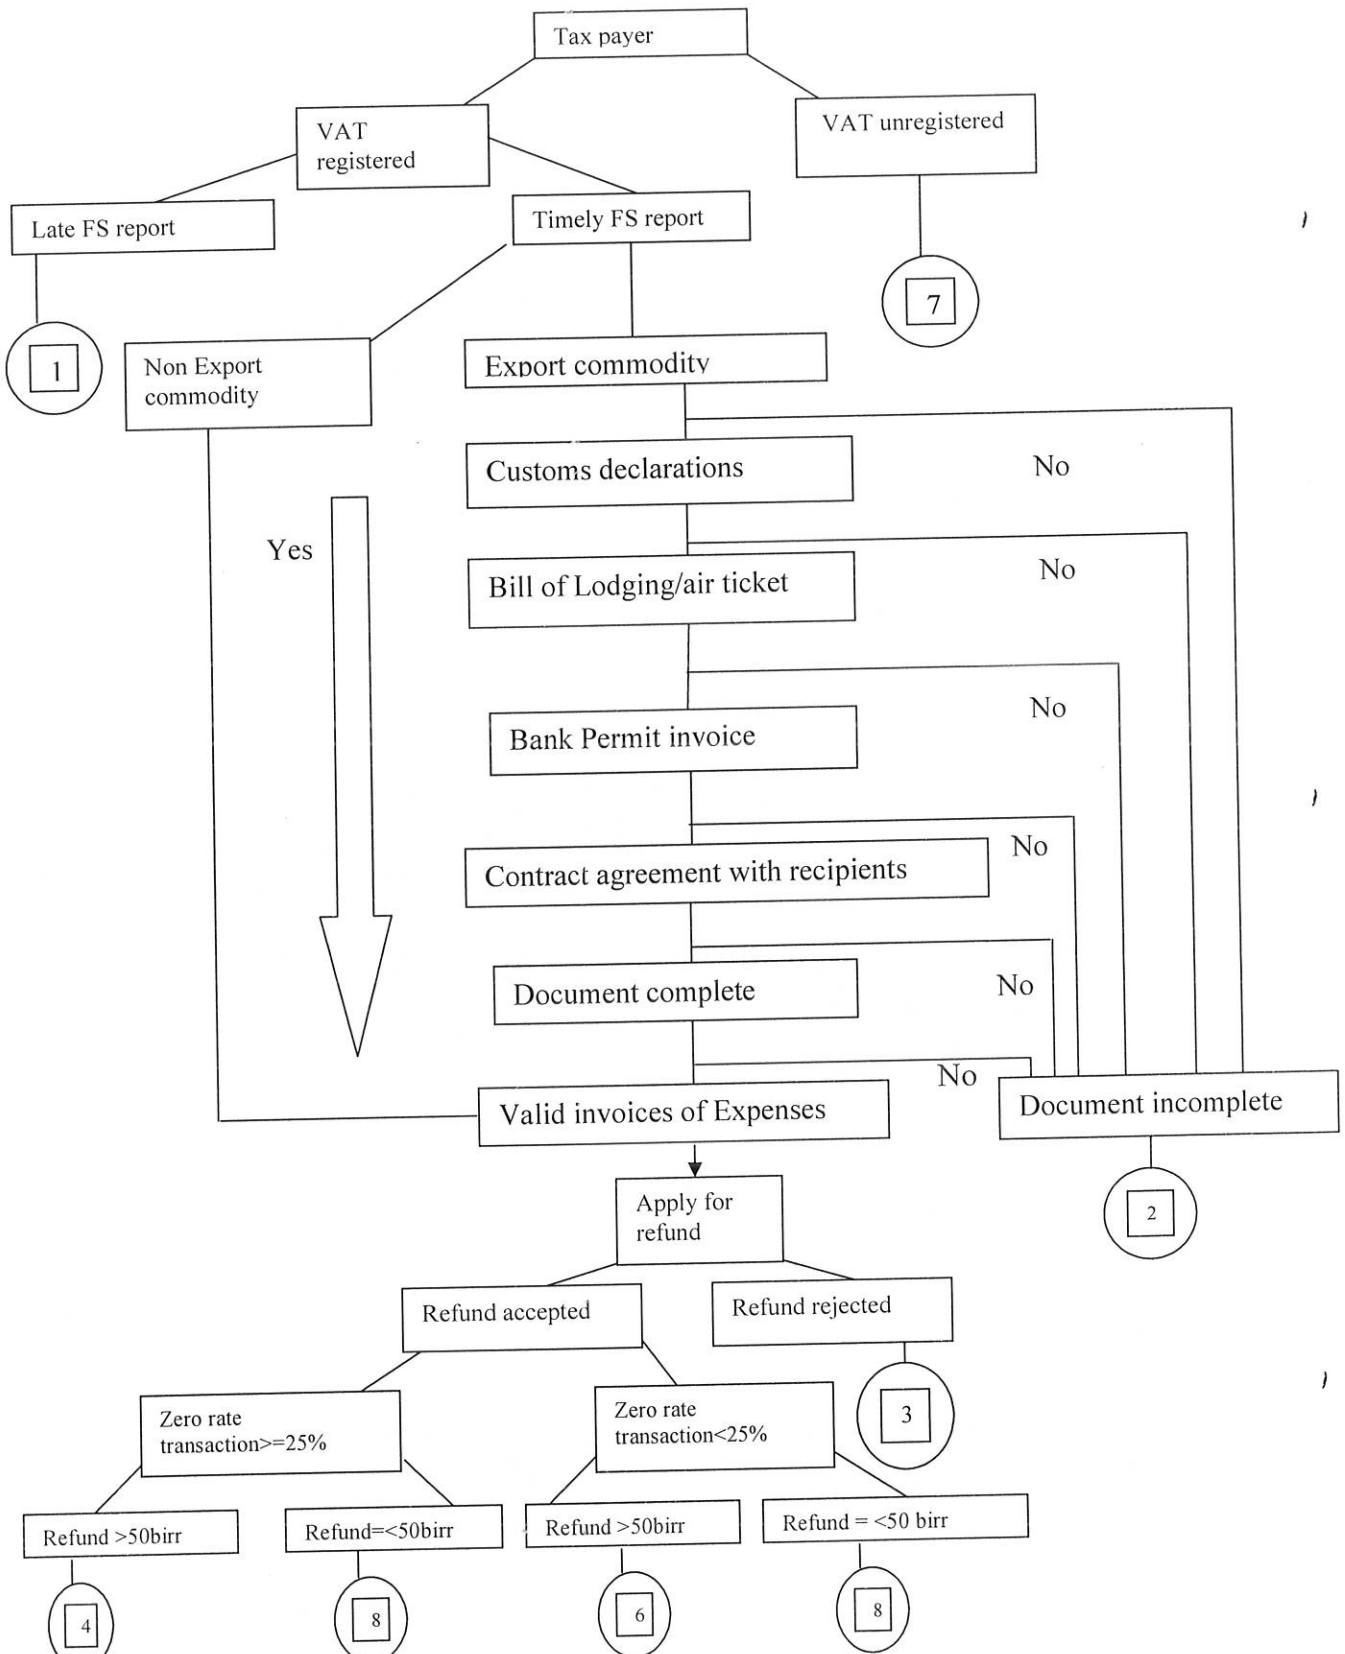 Tax payer
VAT
registered
VAT unregistered
Late FS report
Timely FS report
7
1
Non Export
commodity
Export commodity
Customs declarations
No
Yes
Bill of Lodging/air ticket
No
Bank Permit invoice
No
Contract agreement with recipients
No
Document complete
No
No
Valid invoices of Expenses
Document incomplete
Apply for
refund
2
Refund accepted
Refund rejected
Zero rate
transaction>=25%
Zero rate
transaction<25%
3
Refund >50birr
Refund=<50birr
Refund >50birr
Refund = <50 birr
4
8
6
8